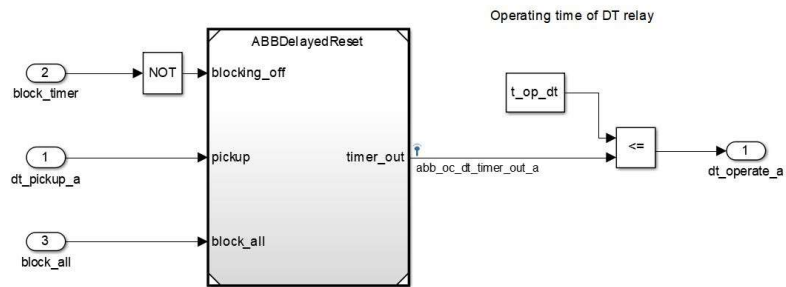 Operating time of DT relay
ABBDelayedReset
2
block_timer
NOT
blocking_off
t_op_dt
1
dt_pickup_a
pickup
timer_out
abb_oc_dt_timer_out_a
<=
1
dt_operate_a
3
block_all
block_all